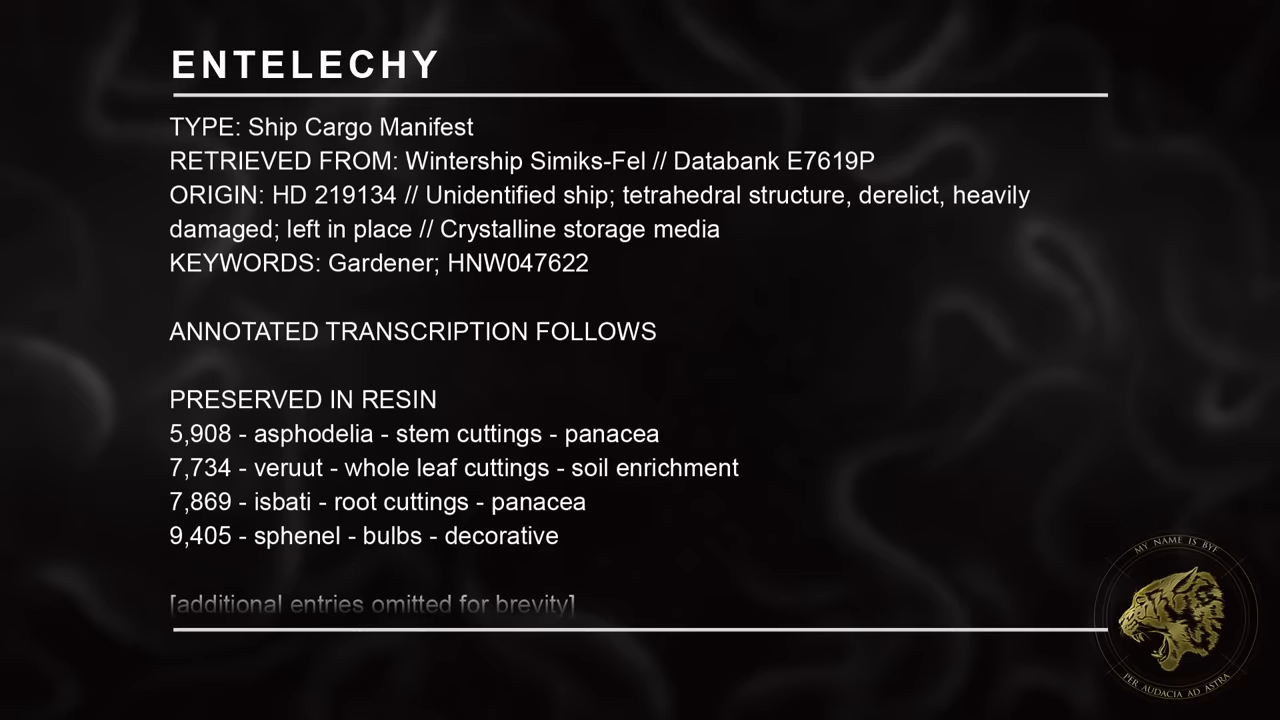 ENTELECHY
TYPE: Ship Cargo Manifest
RETRIEVED FROM: Wintership Simiks-Fel // Databank E7619P
ORIGIN: HD 219134 // Unidentified ship; tetrahedral structure, derelict, heavily
damaged; left in place // Crystalline storage media
KEYWORDS: Gardener; HNW047622
ANNOTATED TRANSCRIPTION FOLLOWS
PRESERVED IN RESIN
5,908 - asphodelia - stem cuttings - panacea
7,734 - veruut - whole leaf cuttings - soil enrichment
7,869 - isbati - root cuttings - panacea
9,405 - sphenel - bulbs - decorative
[additional entries omitted for brevity]
MY NAME IS BYF
PER AUDACIA AD ASTRA